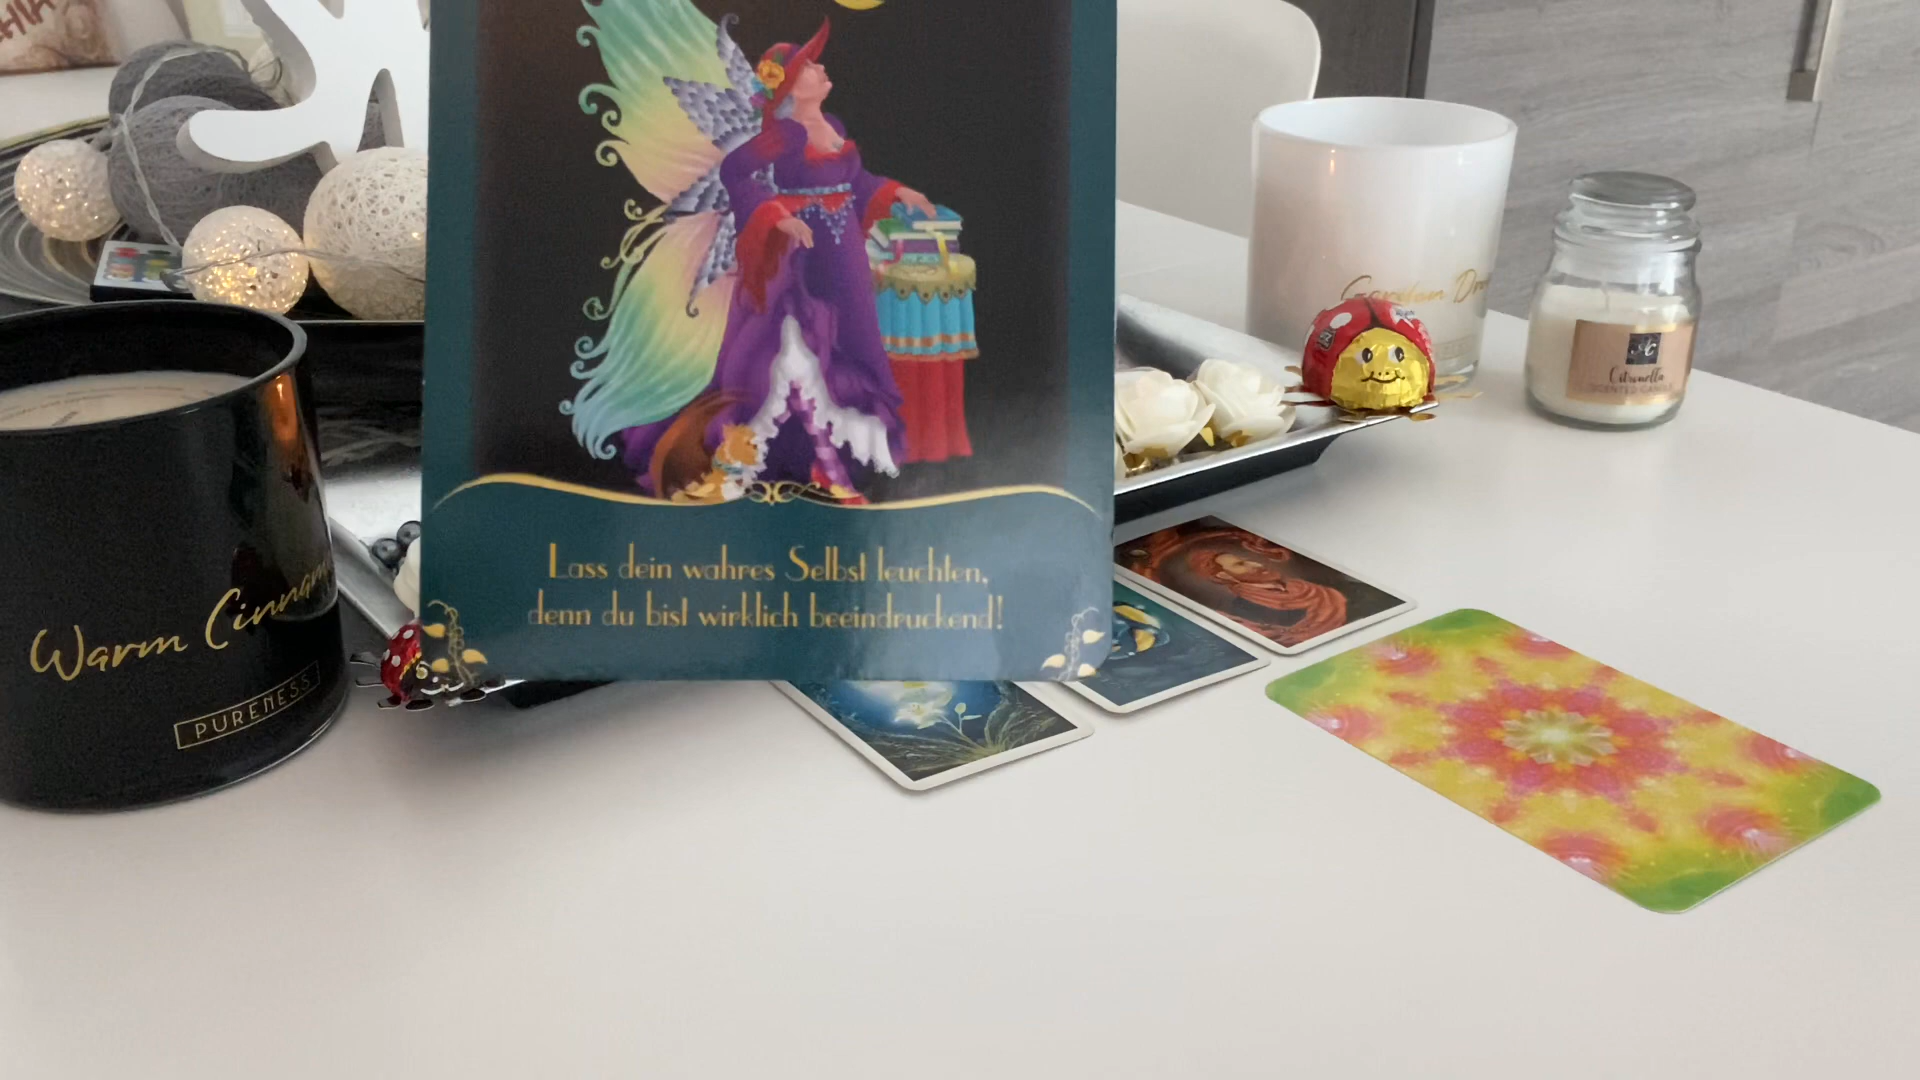 Lass dein wahres Selbst leuchten,
denn du bist wirklich beeindruckend!
Warm Cinnam
PURENESS
Citronella
SCENTED CANDLE